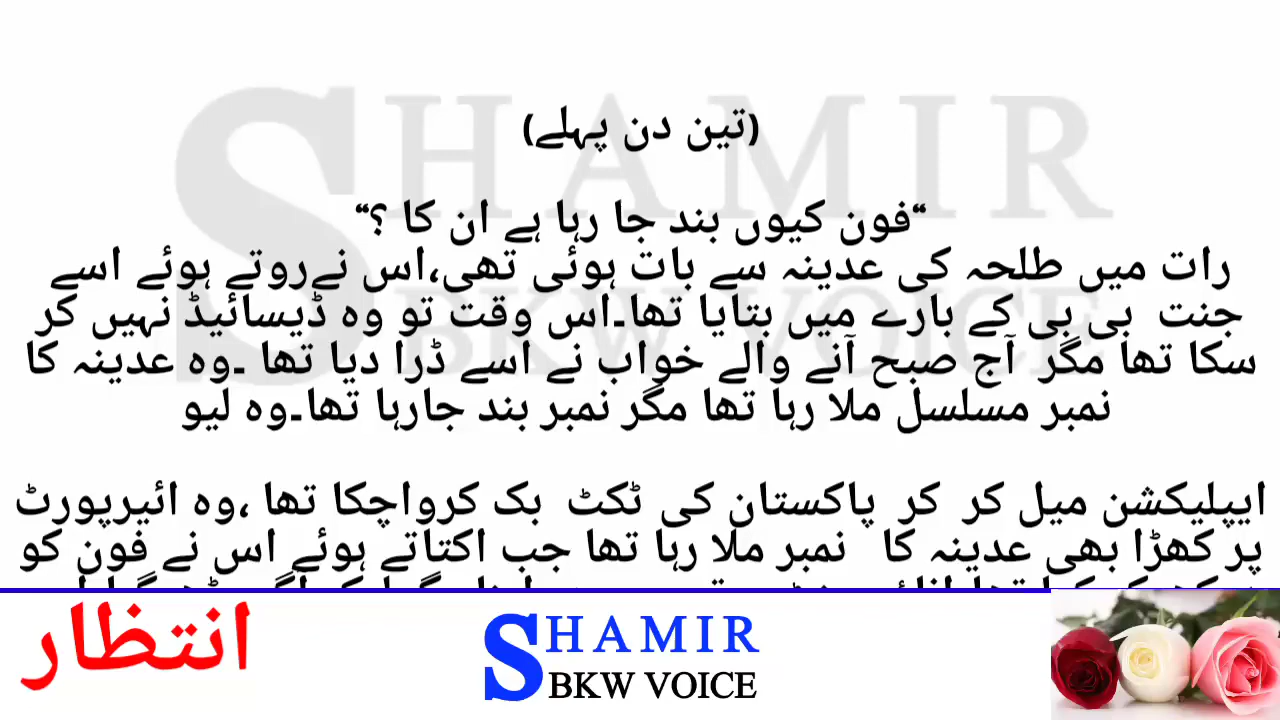 (تین دن پہلے)
“فون کیوں بند جا رہا ہے ان کا ؟“
رات میں طلحہ کی عدینہ سے بات ہوئی تھی،اس نےروتے ہوئے اسے
جنت بی بی کے بارے میں بتایا تھا۔اس وقت تو وہ ڈیسائیڈ نہیں کر
سکا تھا مگر آج صبح آنے والے خواب نے اسے ڈرا دیا تھا ۔وہ عدینہ کا
نمبر مسلسل ملا رہا تھا مگر نمبر بند جارہا تھا۔وہ لیو
ایپلیکشن میل کر کر پاکستان کی ٹکٹ بک کرواچکا تھا ،وہ ائیرپورٹ
پر کھڑا بھی عدینہ کا نمبر ملا رہا تھا جب اکتاتے ہوئے اس نے فون کو
انتظار
SHAMIR
BKW VOICE
SHAMIR
BKW VOICE